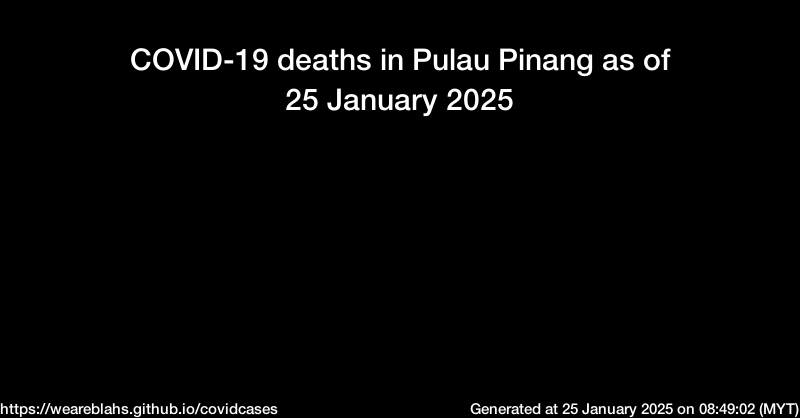 COVID-19 deaths in Pulau Pinang as of
25 January 2025
https://weareblahs.github.io/covidcases
Generated at 25 January 2025 on 08:49:02 (MYT)